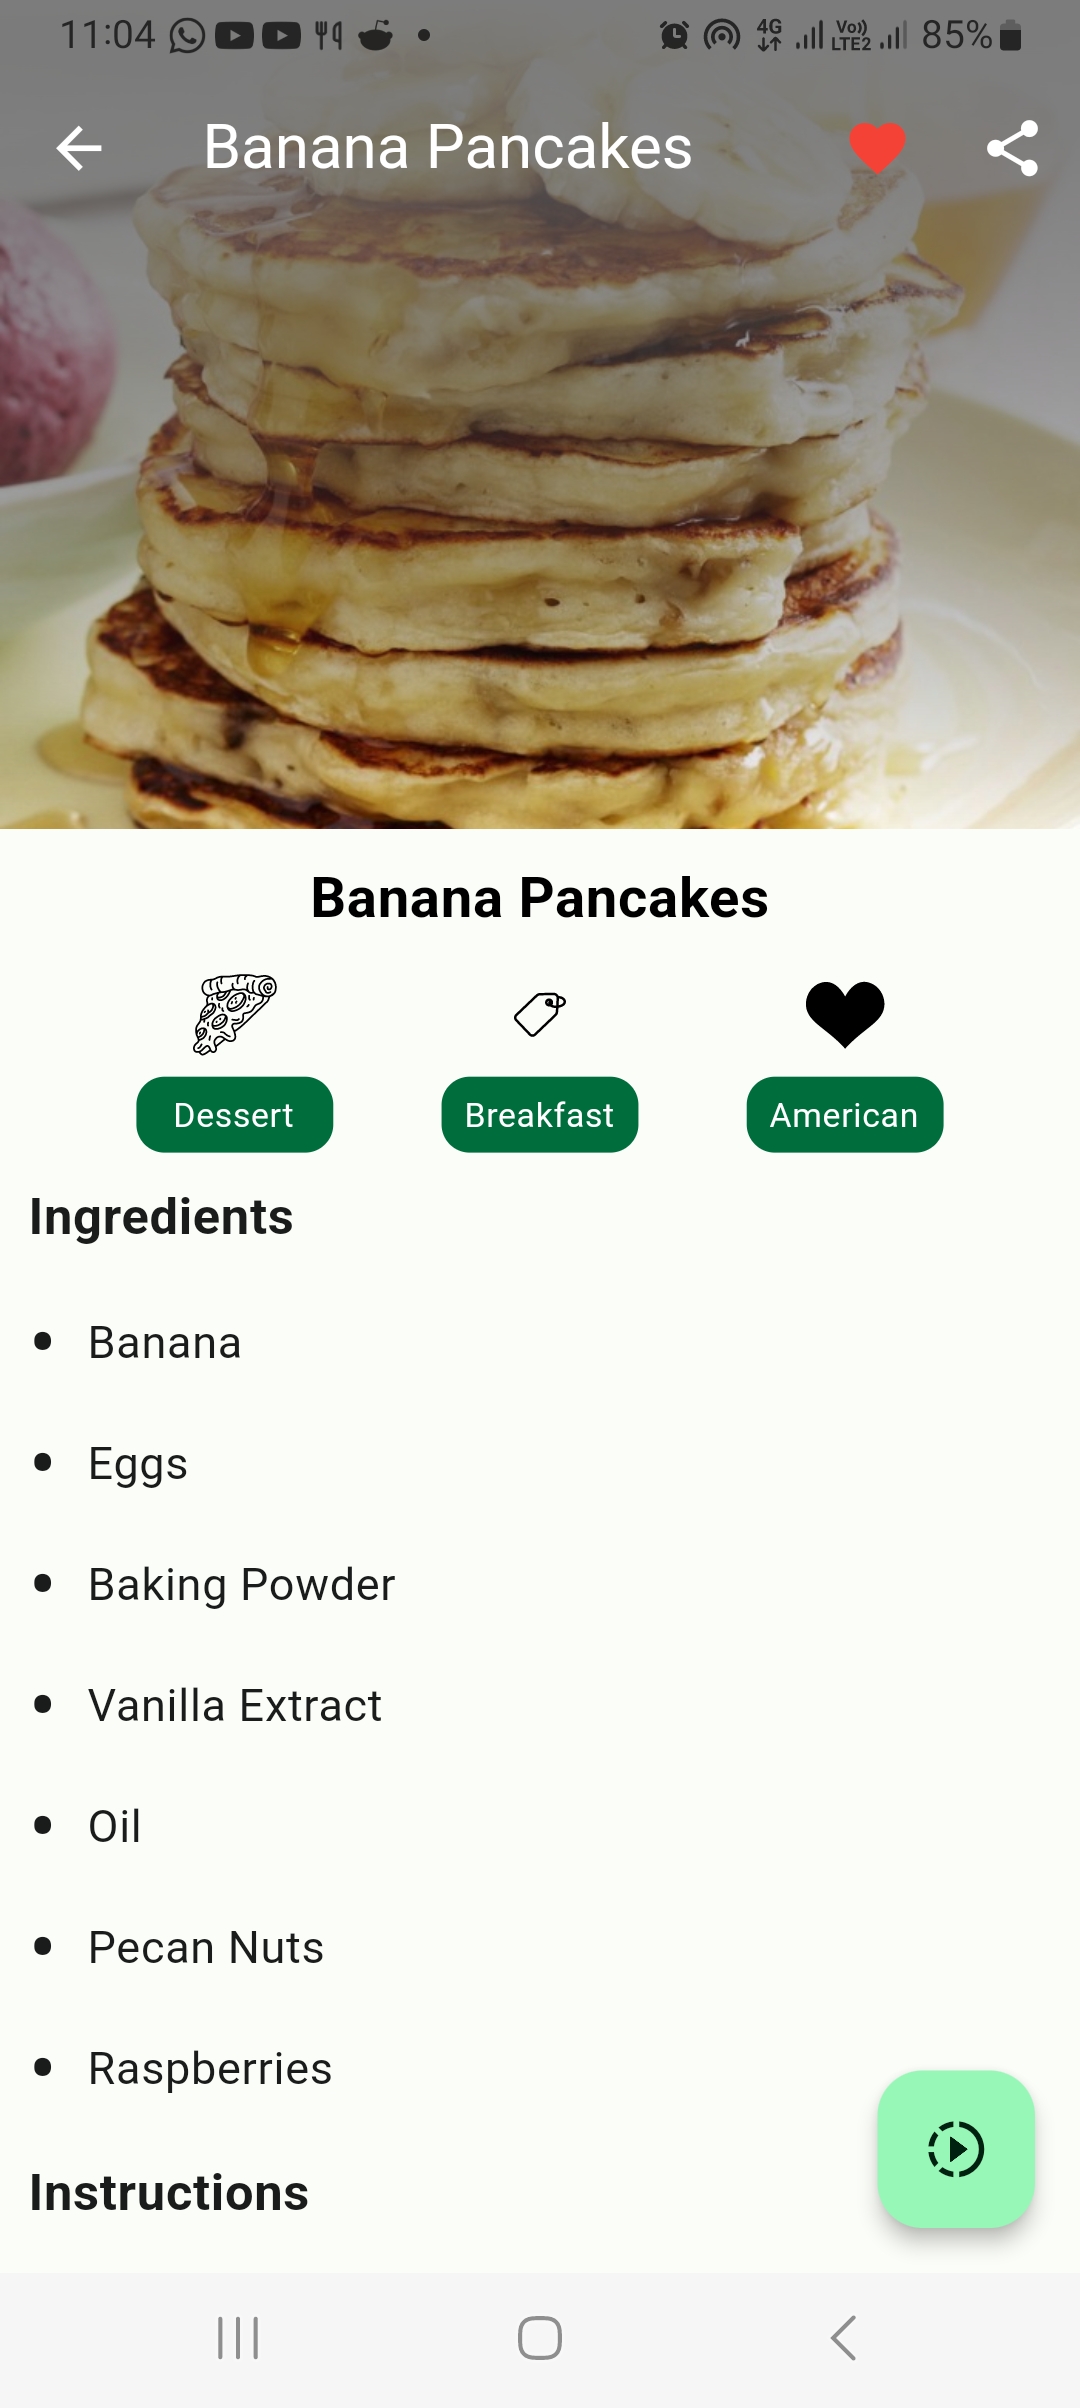 11:04
4G
Vo))
LTE2
85%
Banana Pancakes
Banana Pancakes
Dessert
Breakfast
American
Ingredients
• Banana
• Eggs
• Baking Powder
• Vanilla Extract
• Oil
• Pecan Nuts
• Raspberries
Instructions